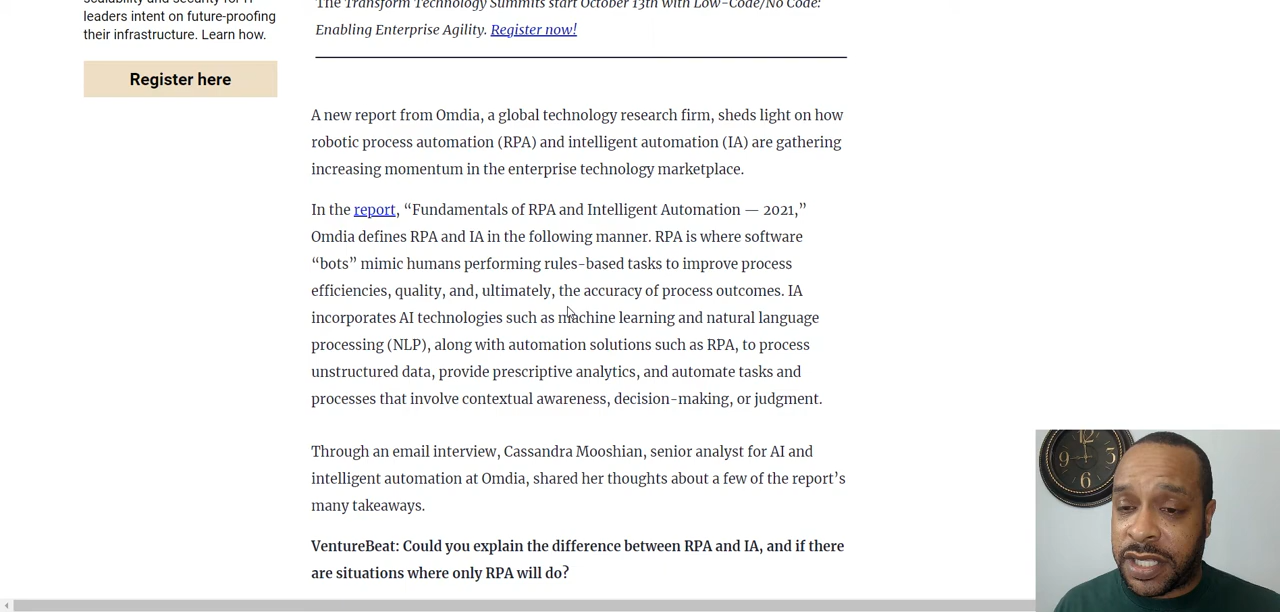 scalability and security for IT
leaders intent on future-proofing
their infrastructure. Learn how.
Register here
The Transform Technology Summits start October 13th with Low-Code/No Code:
Enabling Enterprise Agility. Register now!
A new report from Omdia, a global technology research firm, sheds light on how
robotic process automation (RPA) and intelligent automation (IA) are gathering
increasing momentum in the enterprise technology marketplace.
In the report, “Fundamentals of RPA and Intelligent Automation — 2021,”
Omdia defines RPA and IA in the following manner. RPA is where software
“bots” mimic humans performing rules-based tasks to improve process
efficiencies, quality, and, ultimately, the accuracy of process outcomes. IA
incorporates AI technologies such as machine learning and natural language
processing (NLP), along with automation solutions such as RPA, to process
unstructured data, provide prescriptive analytics, and automate tasks and
processes that involve contextual awareness, decision-making, or judgment.
Through an email interview, Cassandra Mooshian, senior analyst for AI and
intelligent automation at Omdia, shared her thoughts about a few of the report’s
many takeaways.
VentureBeat: Could you explain the difference between RPA and IA, and if there
are situations where only RPA will do?
12
9
3
6